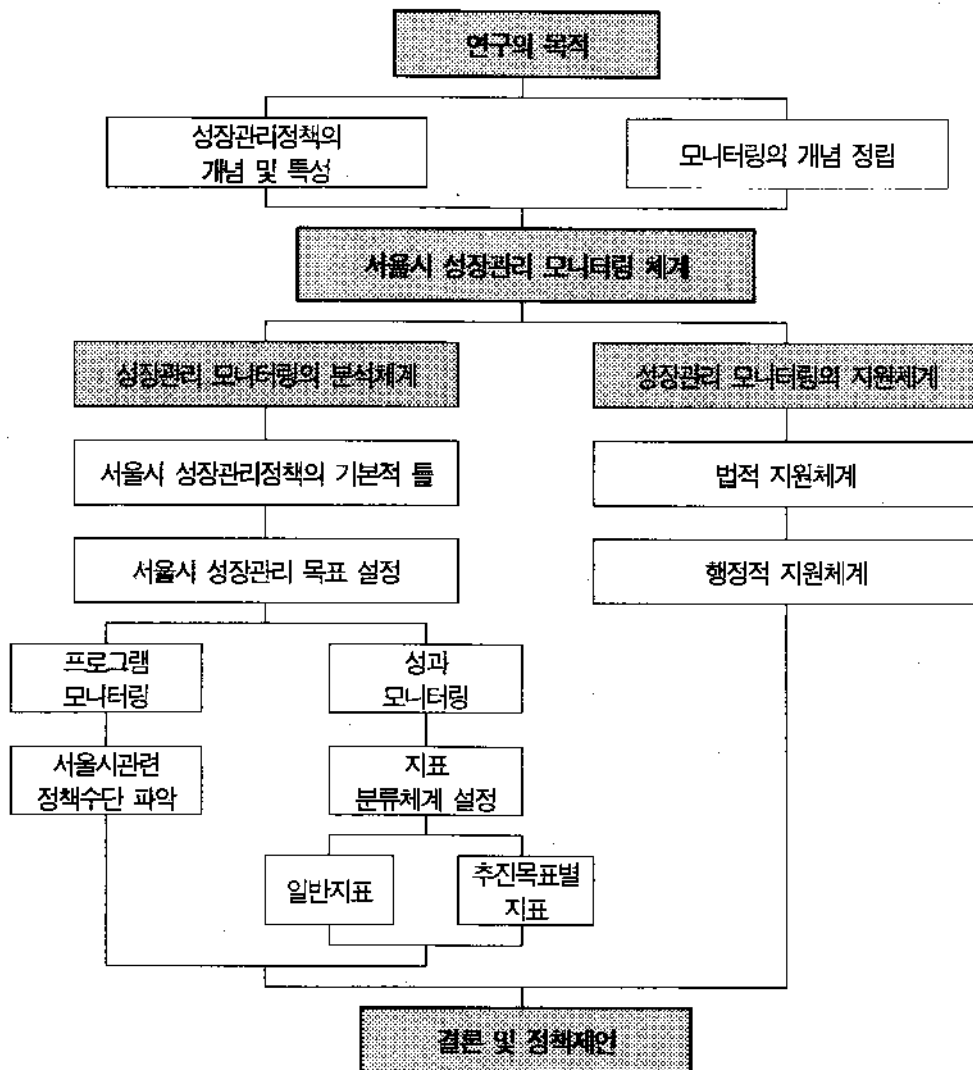 연구의 목적
성장관리정책의
개념 및 특성
모니터링의 개념 정립
서울시 성장관리 모니터링 체계
성장관리 모니터링의 분석체계
성장관리 모니터링의 지원체계
서울시 성장관리정책의 기본적 틀
법적 지원체계
서울시 성장관리 목표 설정
행정적 지원체계
프로그램
모니터링
성과
모니터링
서울시관련
정책수단 파악
지표
분류체계 설정
일반지표
추진목표별
지표
결론 및 정책제언